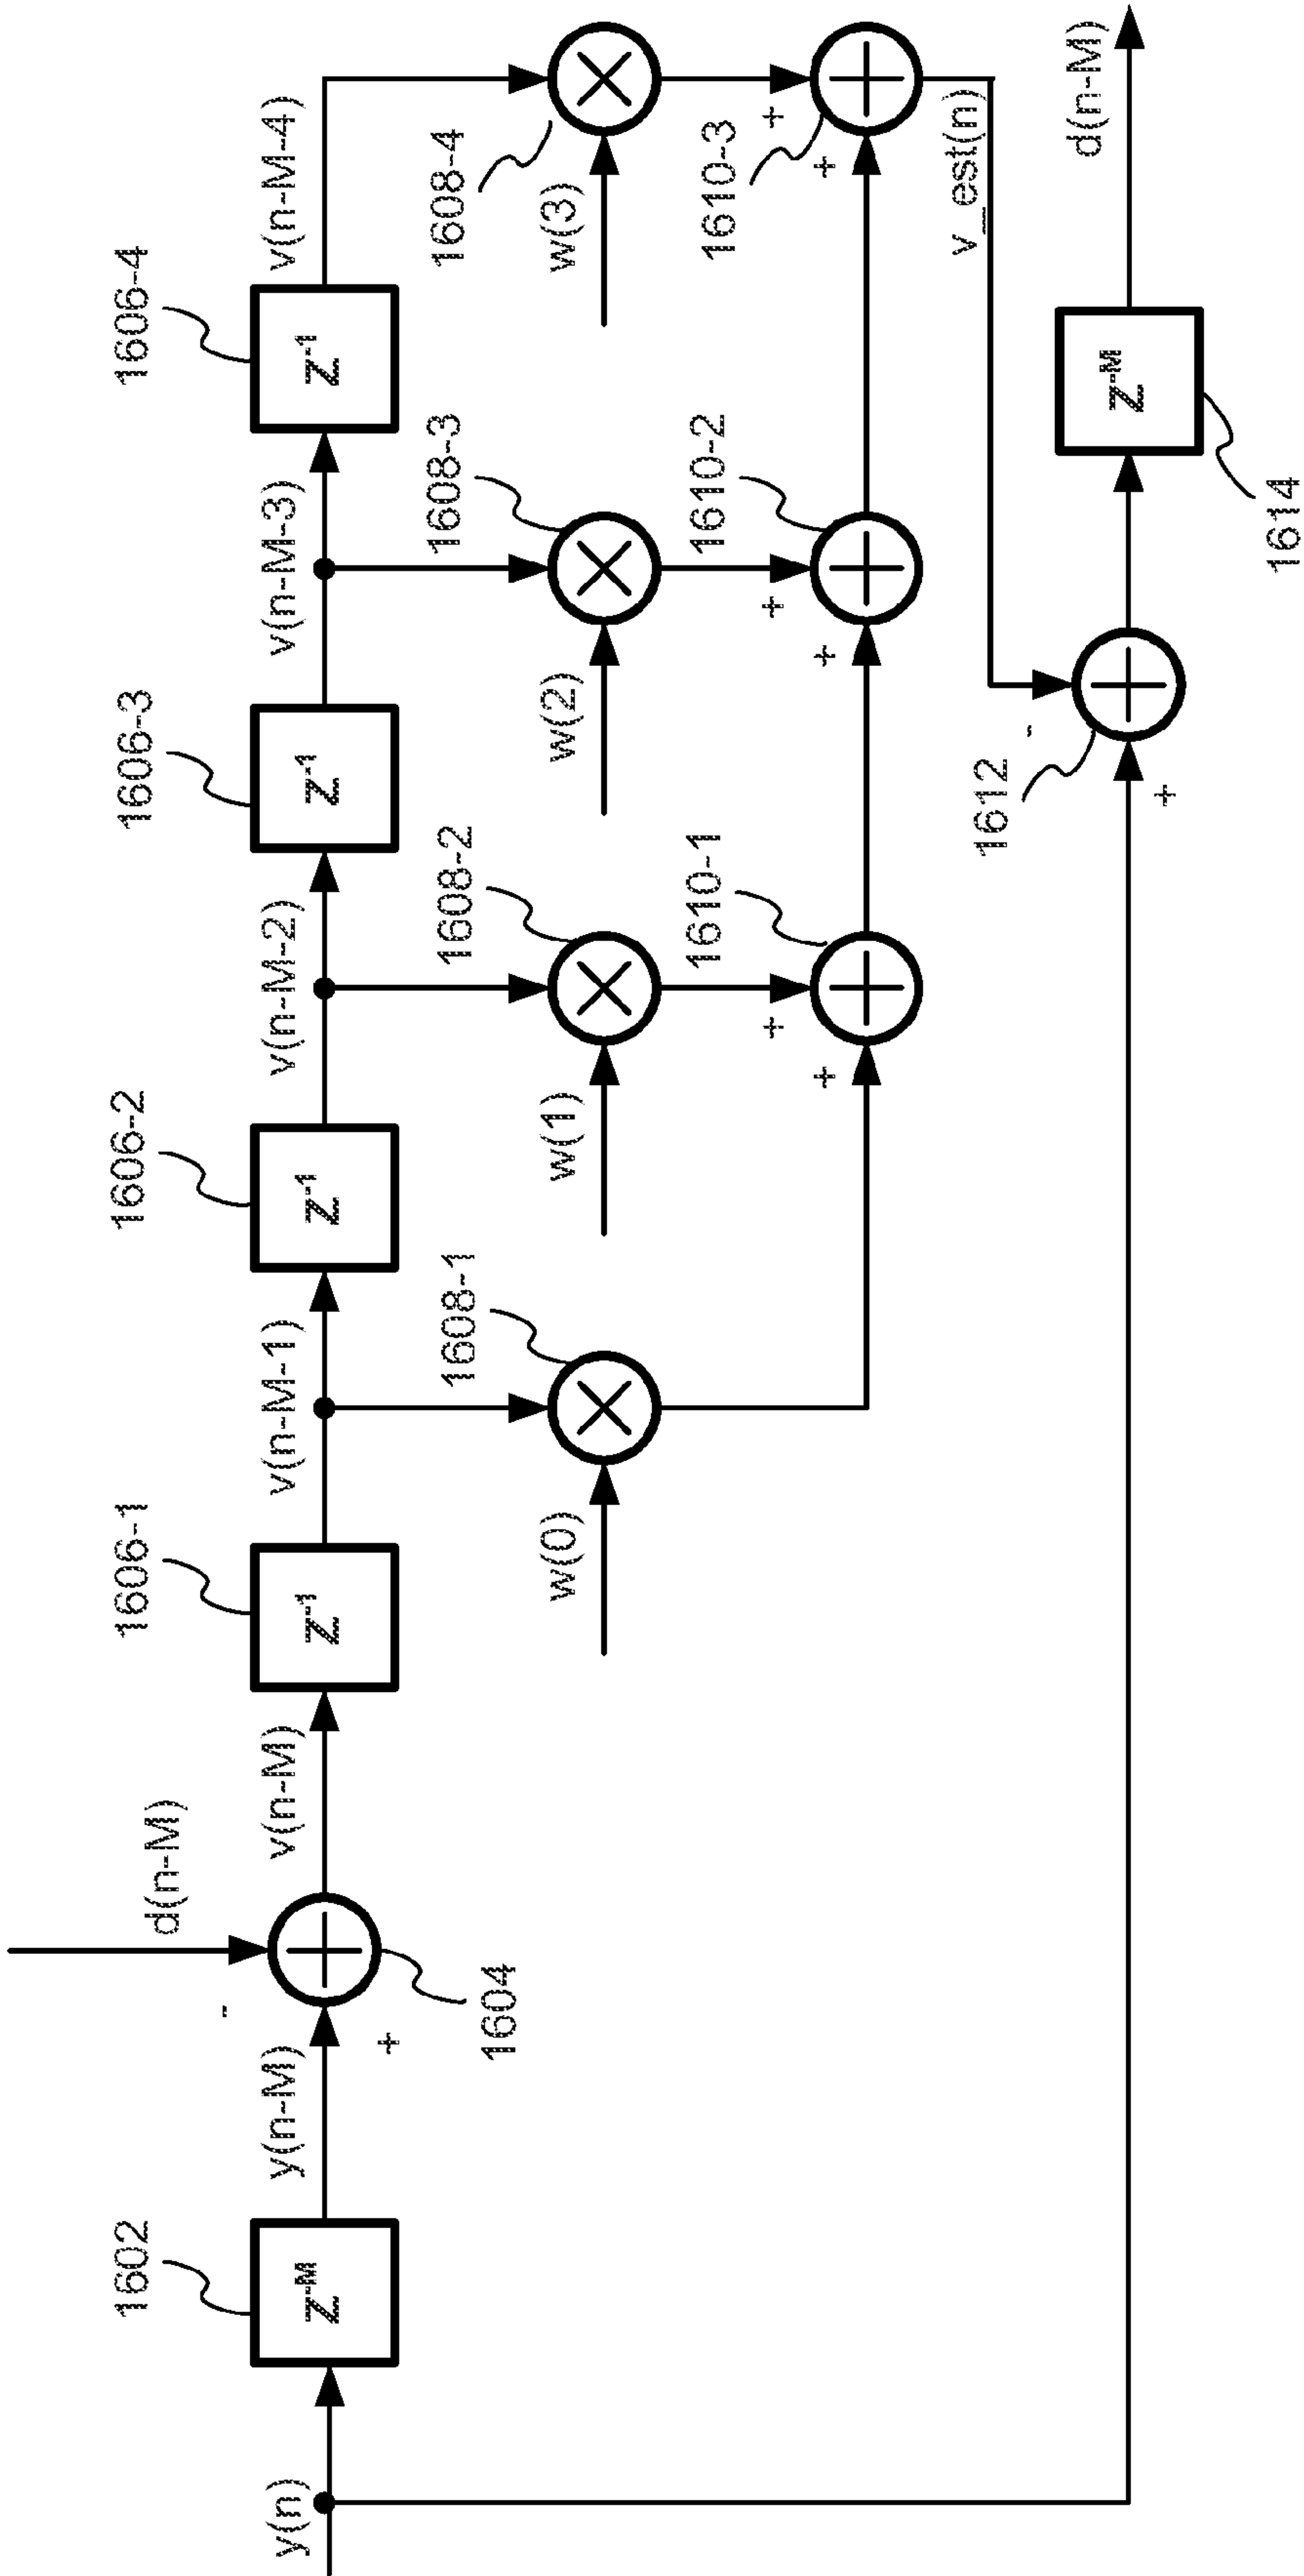 y(n)
1602
Z-M
y(n-M)
+
-
d(n-M)
1604
v(n-M)
1606-1
Z-1
v(n-M-1)
1606-2
Z-1
v(n-M-2)
1606-3
Z-1
v(n-M-3)
1606-4
Z-1
v(n-M-4)
w(0)
1608-1
w(1)
1608-2
w(2)
1608-3
w(3)
1608-4
+
+
1610-1
+
+
1610-2
+
+
1610-3
v_est(n)
+
-
1612
Z-M
1614
d(n-M)